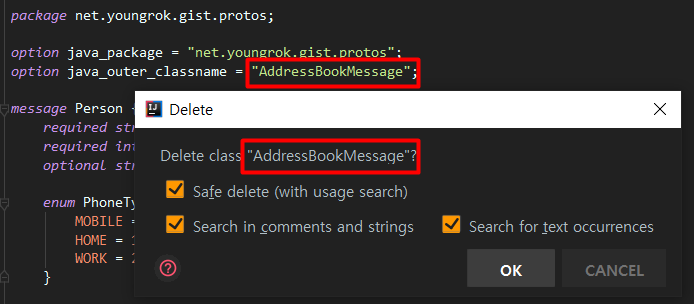 package net.youngrok.gist.protos;
option java_package = "net.youngrok.gist.protos";
option java_outer_classname = "AddressBookMessage";
message Person {
required str
required int
optional str
enum PhoneTy
MOBILE =
HOME = 1
WORK = 2
}
Delete
Delete class "AddressBookMessage"?
Safe delete (with usage search)
Search in comments and strings
Search for text occurrences
?
OK
CANCEL